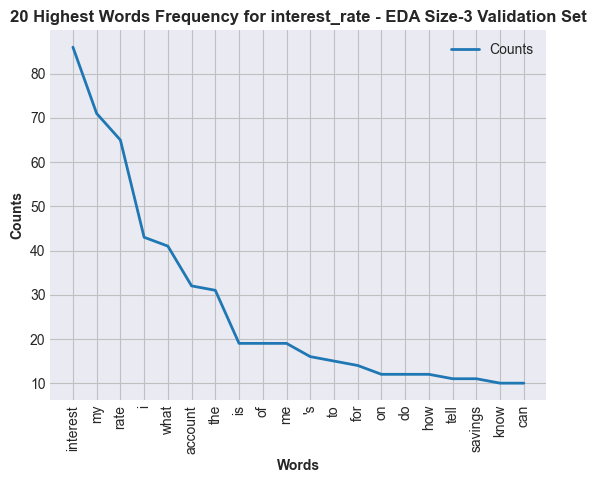 20 Highest Words Frequency for interest_rate - EDA Size-3 Validation Set
Counts
80
70
60
50
40
30
20
10
Counts
interest
my
rate
i
what
account
the
is
of
me
's
to
for
on
do
how
tell
savings
know
can
Words